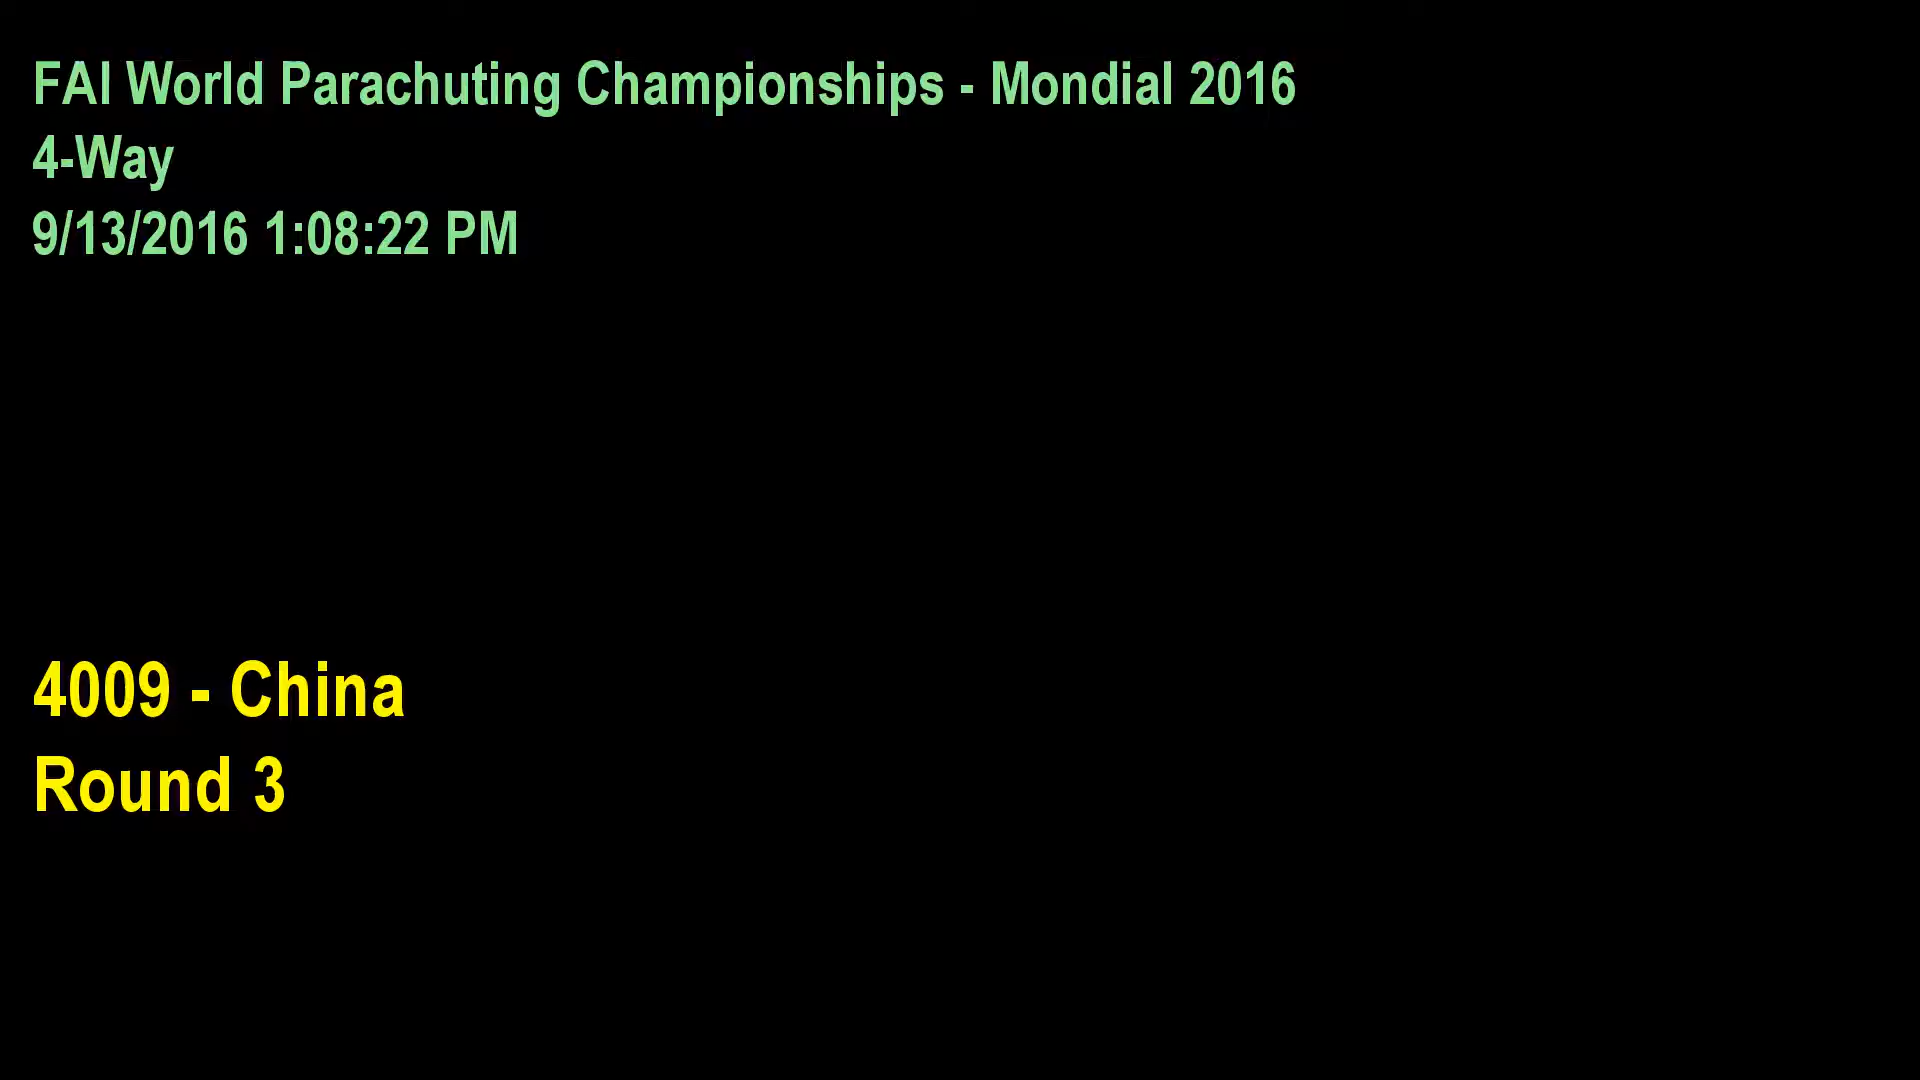 FAI World Parachuting Championships - Mondial 2016
4-Way
9/13/2016 1:08:22 PM
4009 - China
Round 3